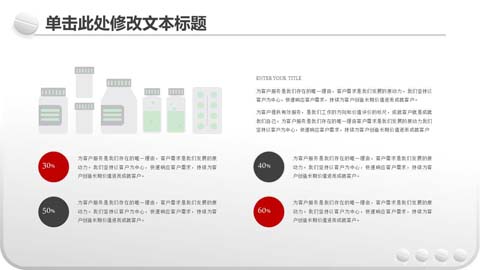 单击此处修改文本标题
ENTER YOUR TITLE
为客户服务是我们存在的唯一理由，客户需求是我们发展的原动力。我们坚持以
客户为中心，快速响应客户需求，持续为客户创造长期价值进而成就客户。
为客户提供有效服务，是我们工作的方向和价值评价的标尺，成就客户就是成就
我们自己。为客户服务是我们存在的唯一理由客户需求是我们发展的原动力我们
坚持以客户为中心，快速响应客户需求，持续为客户创造长期价值进而成就客户
30%
为客户服务是我们存在的唯一理由，客户需求是我们发展的原
动力。我们坚持以客户为中心，快速响应客户需求，持续为客
户创造长期价值进而成就客户。
40%
为客户服务是我们存在的唯一理由，客户需求是我们发展的原
动力。我们坚持以客户为中心，快速响应客户需求，持续为客
户创造长期价值进而成就客户。
50%
为客户服务是我们存在的唯一理由，客户需求是我们发展的原
动力。我们坚持以客户为中心，快速响应客户需求，持续为客
户创造长期价值进而成就客户。
60%
为客户服务是我们存在的唯一理由，客户需求是我们发展的原
动力。我们坚持以客户为中心，快速响应客户需求，持续为客
户创造长期价值进而成就客户。